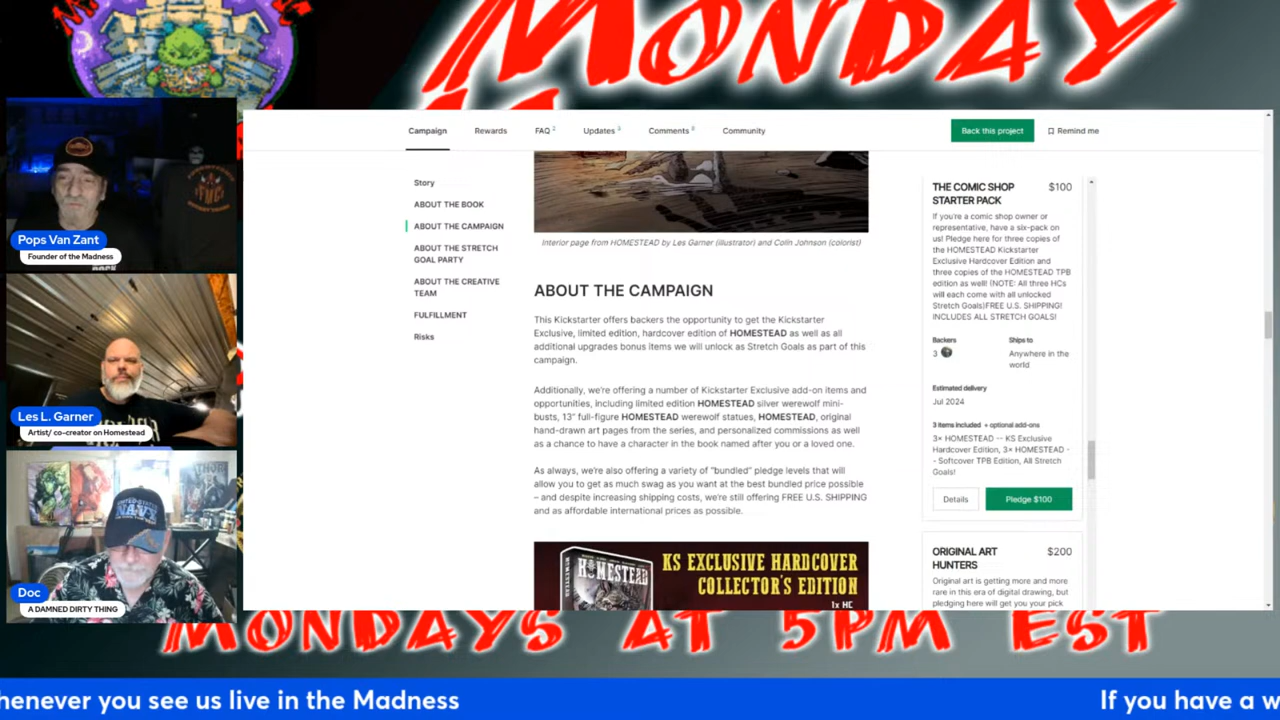 MONDAY
Campaign
Rewards
FAQ
Updates
Comments
Community
Back this project
Remind me
Story
ABOUT THE BOOK
ABOUT THE CAMPAIGN
ABOUT THE STRETCH
GOAL PARTY
ABOUT THE CREATIVE
TEAM
FULFILLMENT
Risks
Interior page from HOMESTEAD by Les Garner (illustrator) and Colin Johnson (colorist)
ABOUT THE CAMPAIGN
This Kickstarter offers backers the opportunity to get the Kickstarter
Exclusive, limited edition, hardcover edition of HOMESTEAD as well as all
additional upgrades bonus items we will unlock as Stretch Goals as part of this
campaign.
Additionally, we're offering a number of Kickstarter Exclusive add-on items and
opportunities, including limited edition HOMESTEAD silver werewolf mini-
busts, 13" full-figure HOMESTEAD werewolf statues, HOMESTEAD, original
hand-drawn art pages from the series, and personalized commissions as well
as a chance to have a character in the book named after you or a loved one.
As always, we're also offering a variety of "bundled" pledge levels that will
allow you to get as much swag as you want at the best bundled price possible
– and despite increasing shipping costs, we're still offering FREE U.S. SHIPPING
and as affordable international prices as possible.
HOMESTEAD
HOMESTEAD
KS EXCLUSIVE HARDCOVER
COLLECTOR'S EDITION
1x HC
THE COMIC SHOP
STARTER PACK
$100
If you're a comic shop owner or
representative, have a six-pack on
us! Pledge here for three copies of
the HOMESTEAD Kickstarter
Exclusive Hardcover Edition and
three copies of the HOMESTEAD TPB
edition as well! (NOTE: All three HCs
will each come with all unlocked
Stretch Goals)FREE U.S. SHIPPING!
INCLUDES ALL STRETCH GOALS!
Backers
3
Ships to
Anywhere in the
world
Estimated delivery
Jul 2024
3 items included + optional add-ons
3× HOMESTEAD -- KS Exclusive
Hardcover Edition, 3× HOMESTEAD -
- Softcover TPB Edition, All Stretch
Goals!
Details
Pledge $100
ORIGINAL ART
HUNTERS
$200
Original art is getting more and more
rare in this era of digital drawing, but
pledging here will get you your pick
Pops Van Zant
Founder of the Madness
Les L. Garner
Artist/ co-creator on Homestead
NAVY
Doc
A DAMNED DIRTY THING
MONDAYS AT 5PM EST
henever you see us live in the Madness
If you have a w